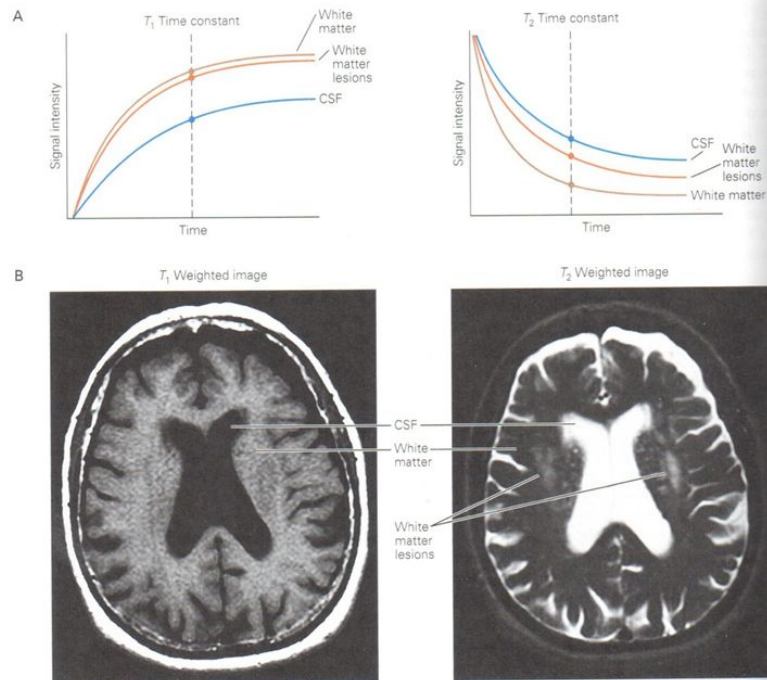 A
T1 Time constant
White
matter
White
matter
lesions
CSF
Signal intensity
Time
T2 Time constant
CSF
White
matter
lesions
White matter
Signal intensity
Time
B
T1 Weighted image
T2 Weighted image
CSF
White
matter
White
matter
lesions